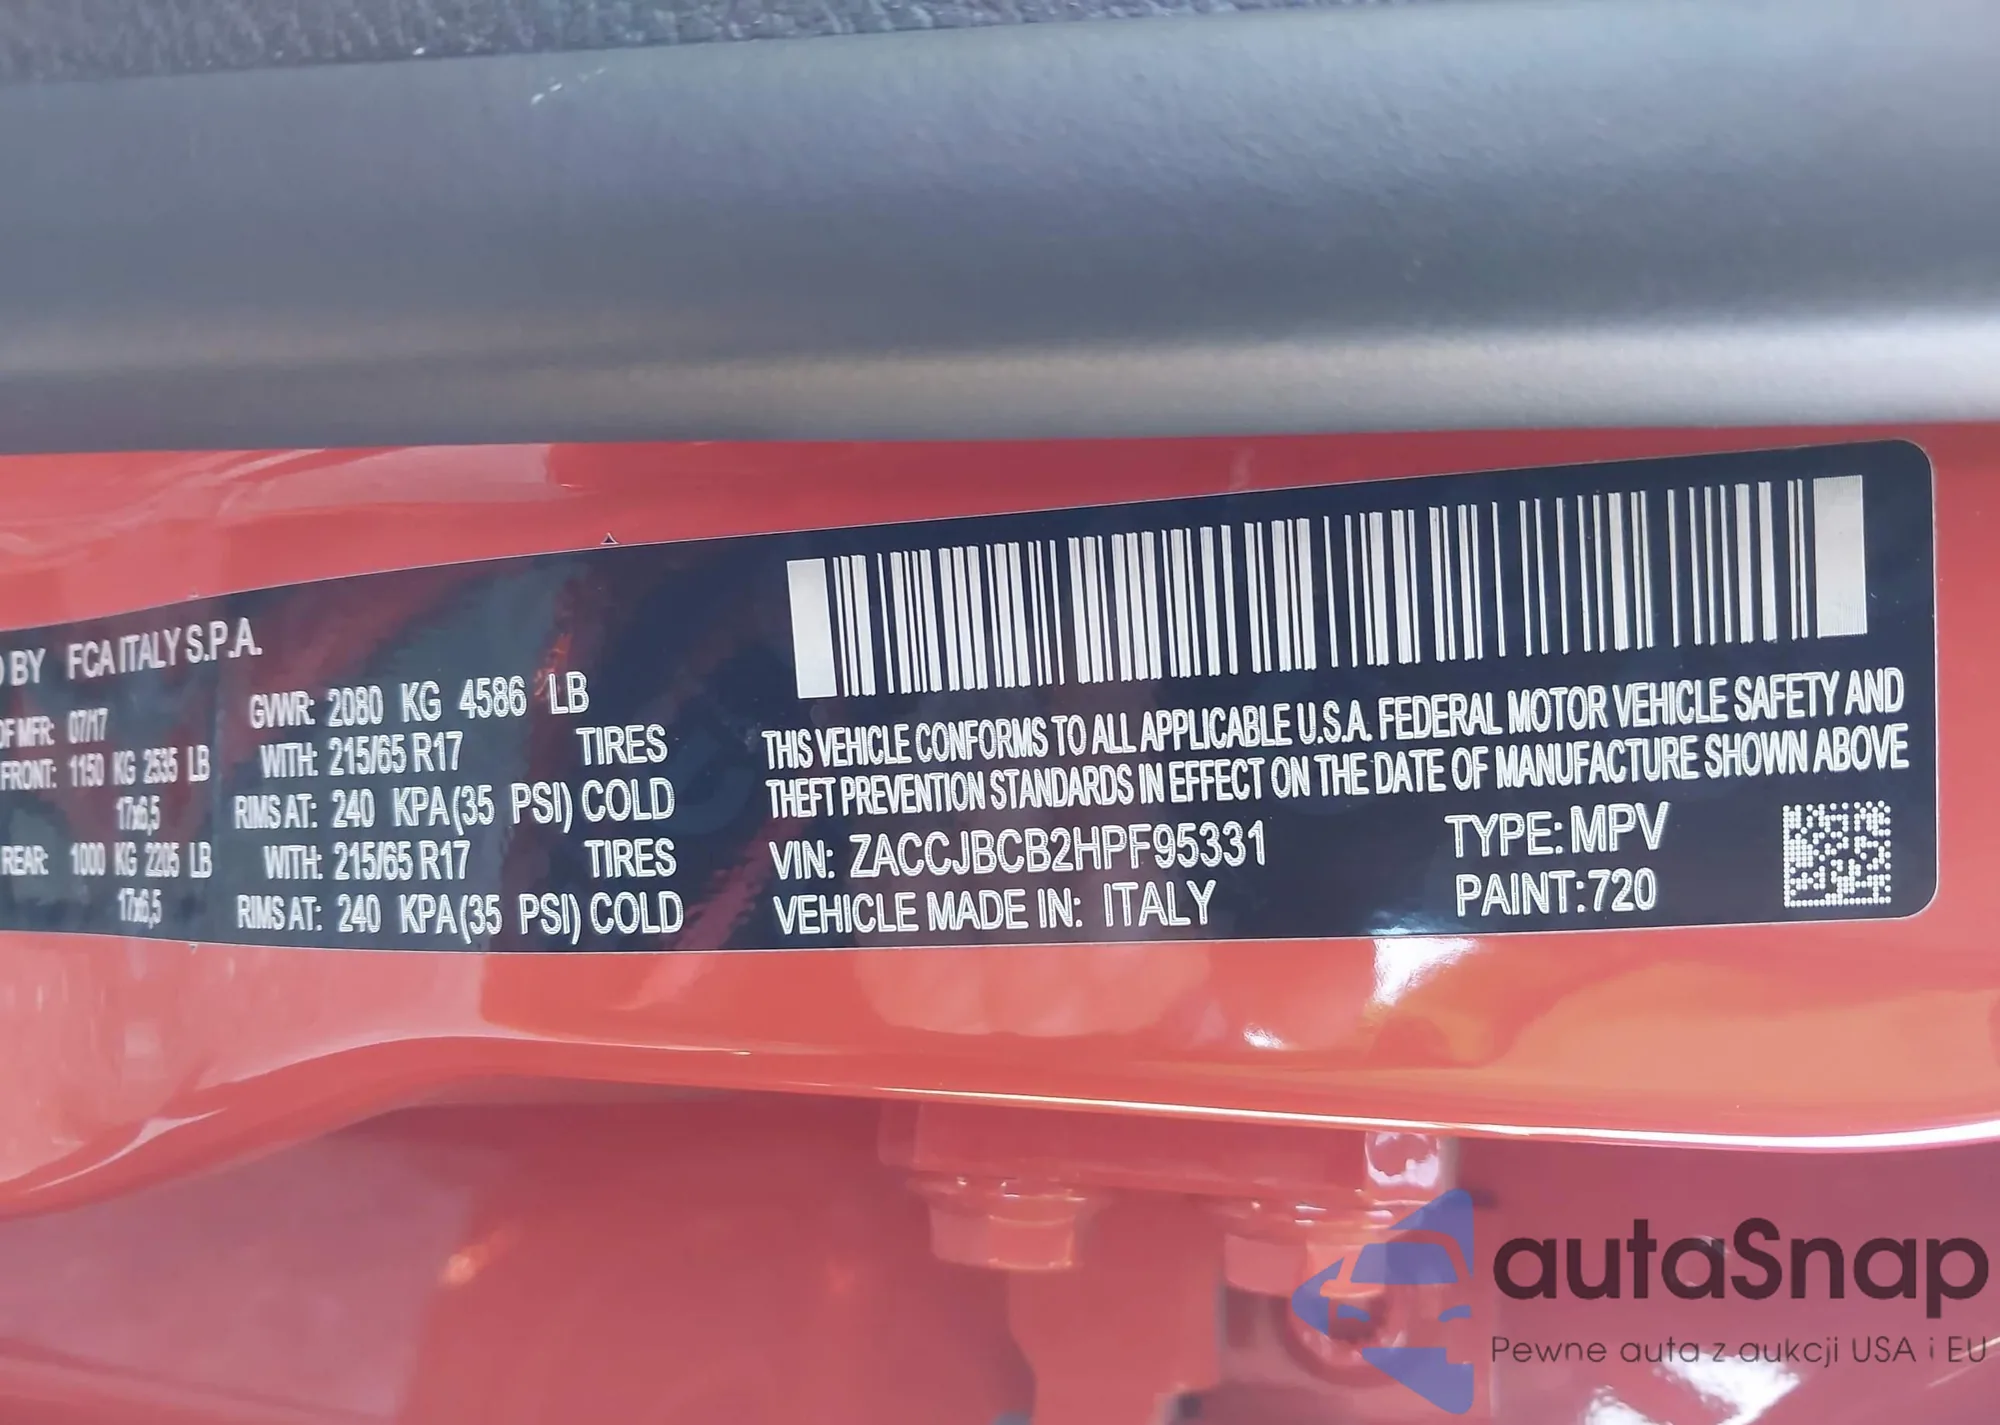 BY FCA ITALY S.P.A.
OF MFR: 07/17
FRONT: 1150 KG 2535 LB
17x6,5
REAR: 1000 KG 2205 LB
17x6,5
GVWR: 2080 KG 4586 LB
WITH: 215/65 R17 TIRES
RIMS AT: 240 KPA(35 PSI) COLD
WITH: 215/65 R17 TIRES
RIMS AT: 240 KPA(35 PSI) COLD
THIS VEHICLE CONFORMS TO ALL APPLICABLE U.S.A. FEDERAL MOTOR VEHICLE SAFETY AND
THEFT PREVENTION STANDARDS IN EFFECT ON THE DATE OF MANUFACTURE SHOWN ABOVE
VIN: ZACCJBCB2HPF95331 TYPE: MPV
VEHICLE MADE IN: ITALY PAINT: 720
autaSnap
Pewne auta z aukcji USA i EU